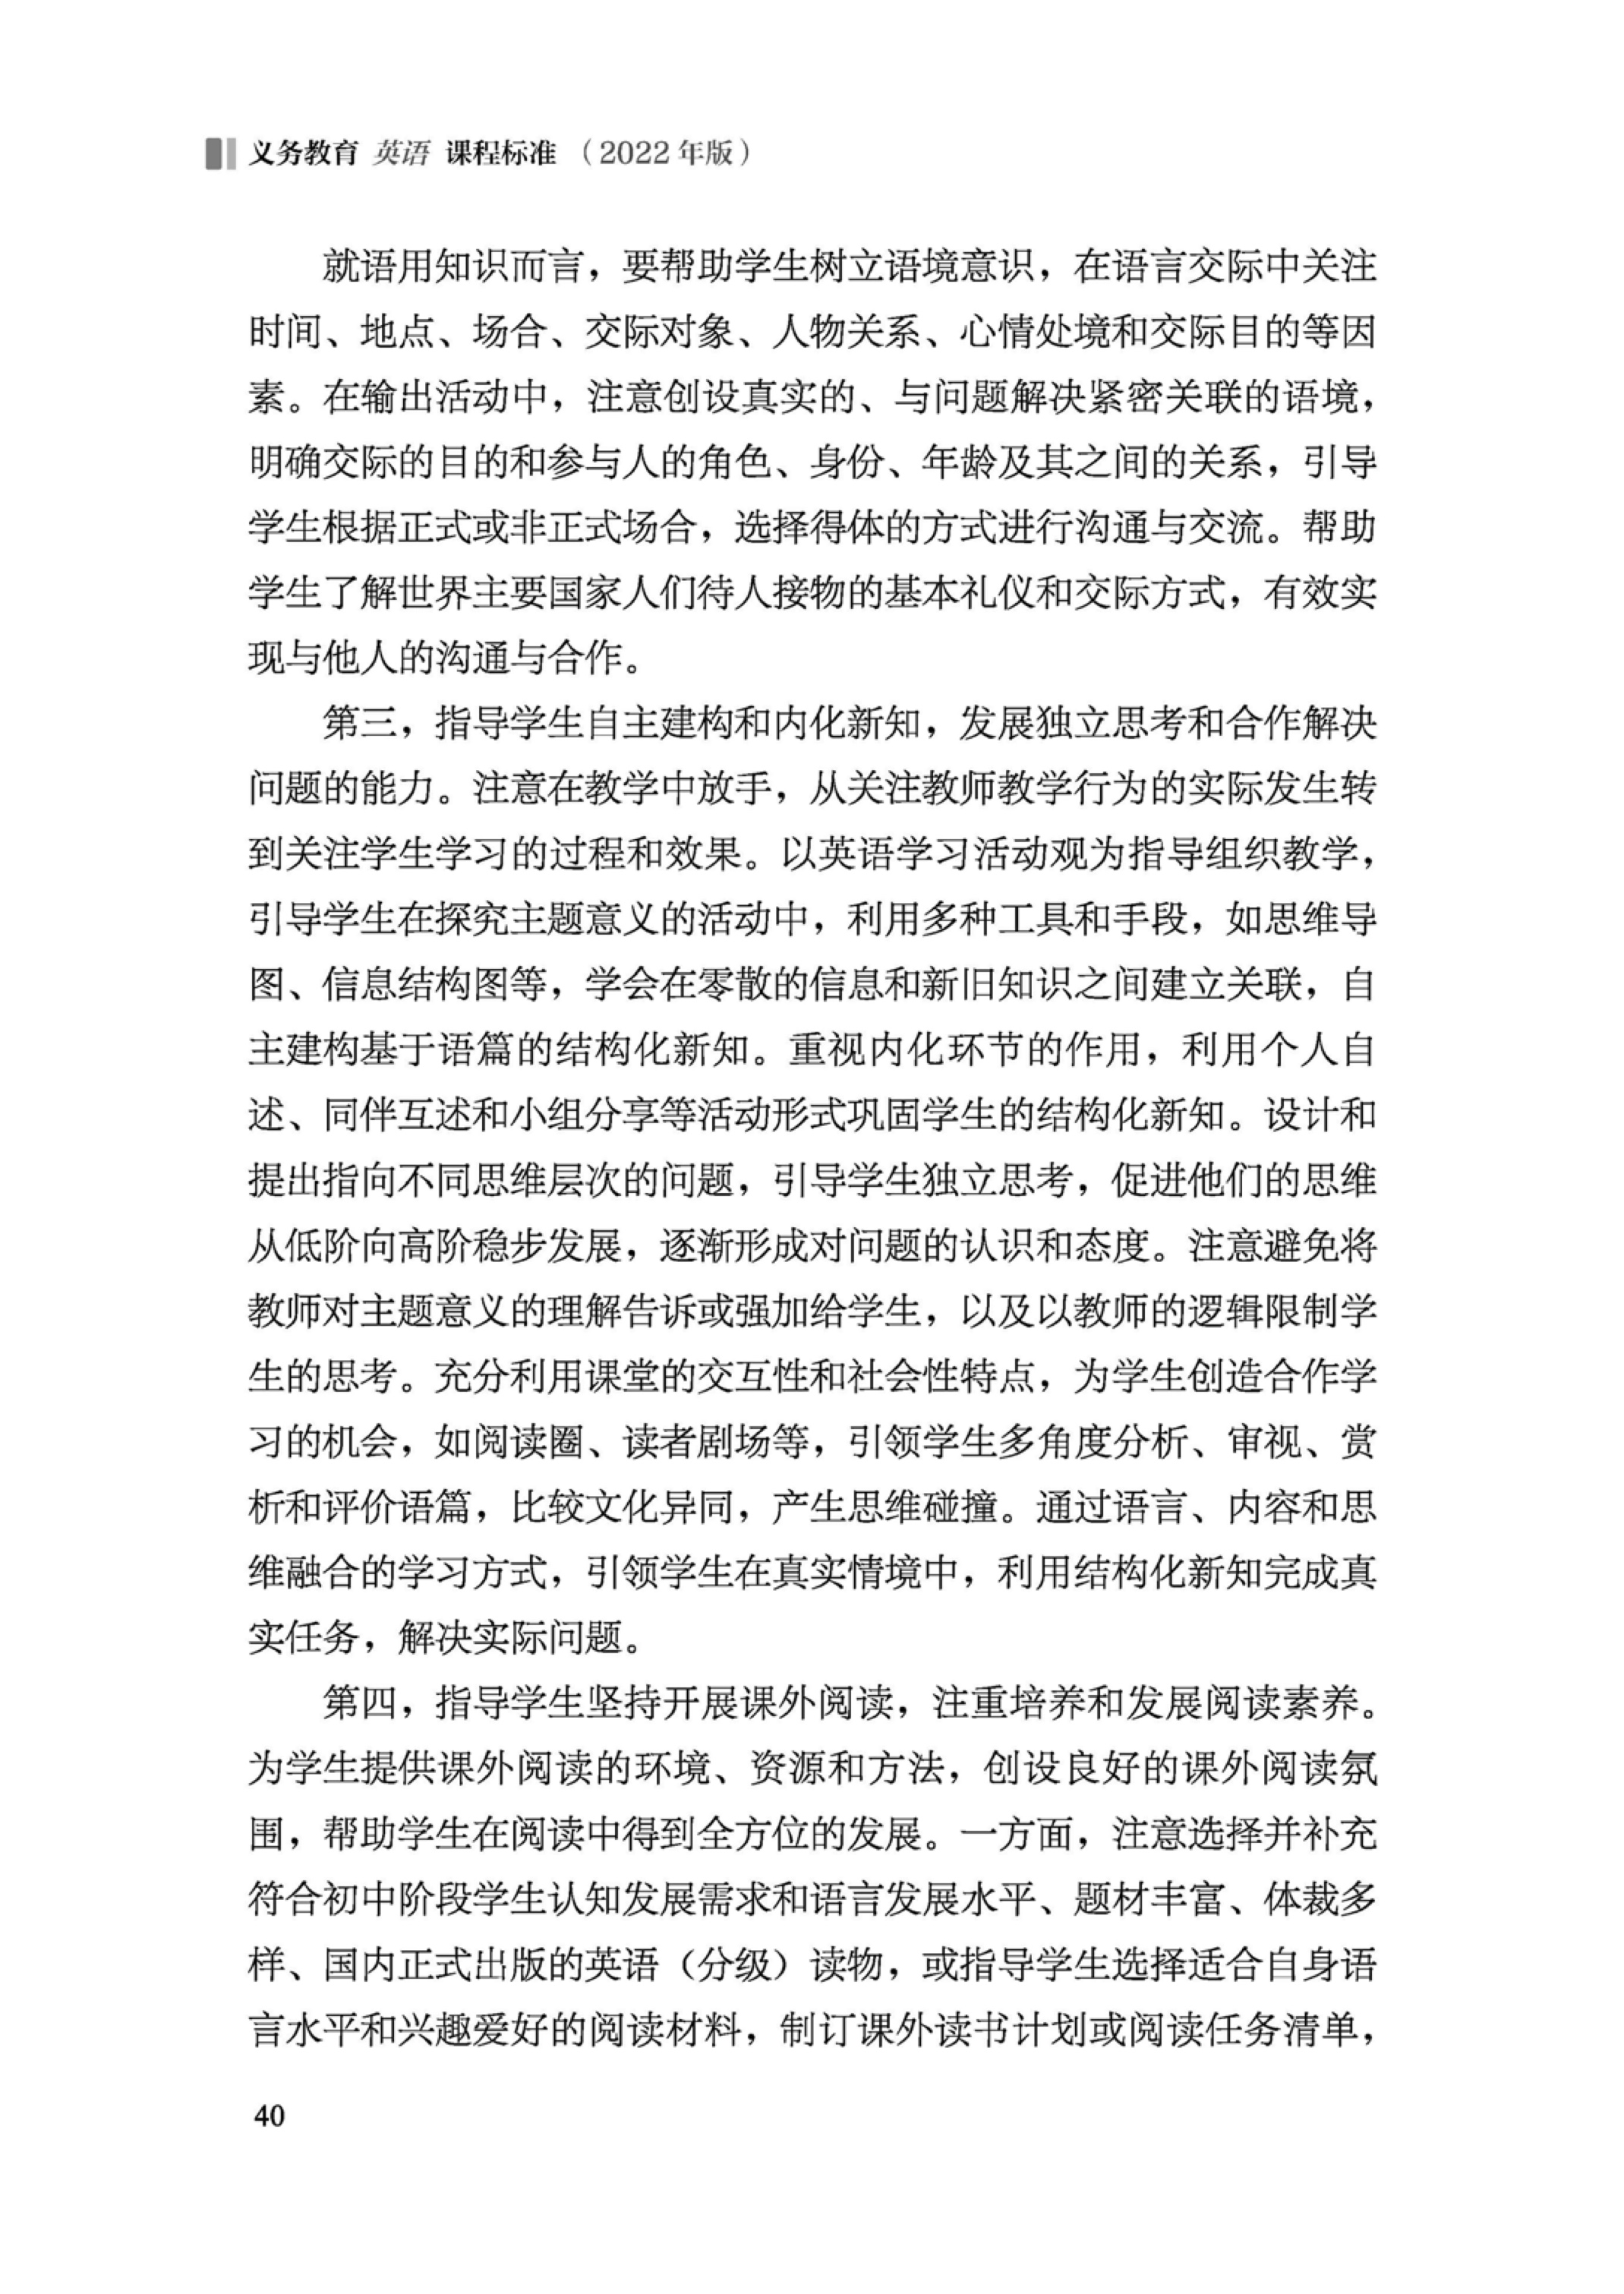 义务教育 英语 课程标准（2022年版）
就语用知识而言，要帮助学生树立语境意识，在语言交际中关注
时间、地点、场合、交际对象、人物关系、心情处境和交际目的等因
素。在输出活动中，注意创设真实的、与问题解决紧密关联的语境，
明确交际的目的和参与人的角色、身份、年龄及其之间的关系，引导
学生根据正式或非正式场合，选择得体的方式进行沟通与交流。帮助
学生了解世界主要国家人们待人接物的基本礼仪和交际方式，有效实
现与他人的沟通与合作。
第三，指导学生自主建构和内化新知，发展独立思考和合作解决
问题的能力。注意在教学中放手，从关注教师教学行为的实际发生转
到关注学生学习的过程和效果。以英语学习活动观为指导组织教学，
引导学生在探究主题意义的活动中，利用多种工具和手段，如思维导
图、信息结构图等，学会在零散的信息和新旧知识之间建立关联，自
主建构基于语篇的结构化新知。重视内化环节的作用，利用个人自
述、同伴互述和小组分享等活动形式巩固学生的结构化新知。设计和
提出指向不同思维层次的问题，引导学生独立思考，促进他们的思维
从低阶向高阶稳步发展，逐渐形成对问题的认识和态度。注意避免将
教师对主题意义的理解告诉或强加给学生，以及以教师的逻辑限制学
生的思考。充分利用课堂的交互性和社会性特点，为学生创造合作学
习的机会，如阅读圈、读者剧场等，引领学生多角度分析、审视、赏
析和评价语篇，比较文化异同，产生思维碰撞。通过语言、内容和思
维融合的学习方式，引领学生在真实情境中，利用结构化新知完成真
实任务，解决实际问题。
第四，指导学生坚持开展课外阅读，注重培养和发展阅读素养。
为学生提供课外阅读的环境、资源和方法，创设良好的课外阅读氛
围，帮助学生在阅读中得到全方位的发展。一方面，注意选择并补充
符合初中阶段学生认知发展需求和语言发展水平、题材丰富、体裁多
样、国内正式出版的英语（分级）读物，或指导学生选择适合自身语
言水平和兴趣爱好的阅读材料，制订课外读书计划或阅读任务清单，
40